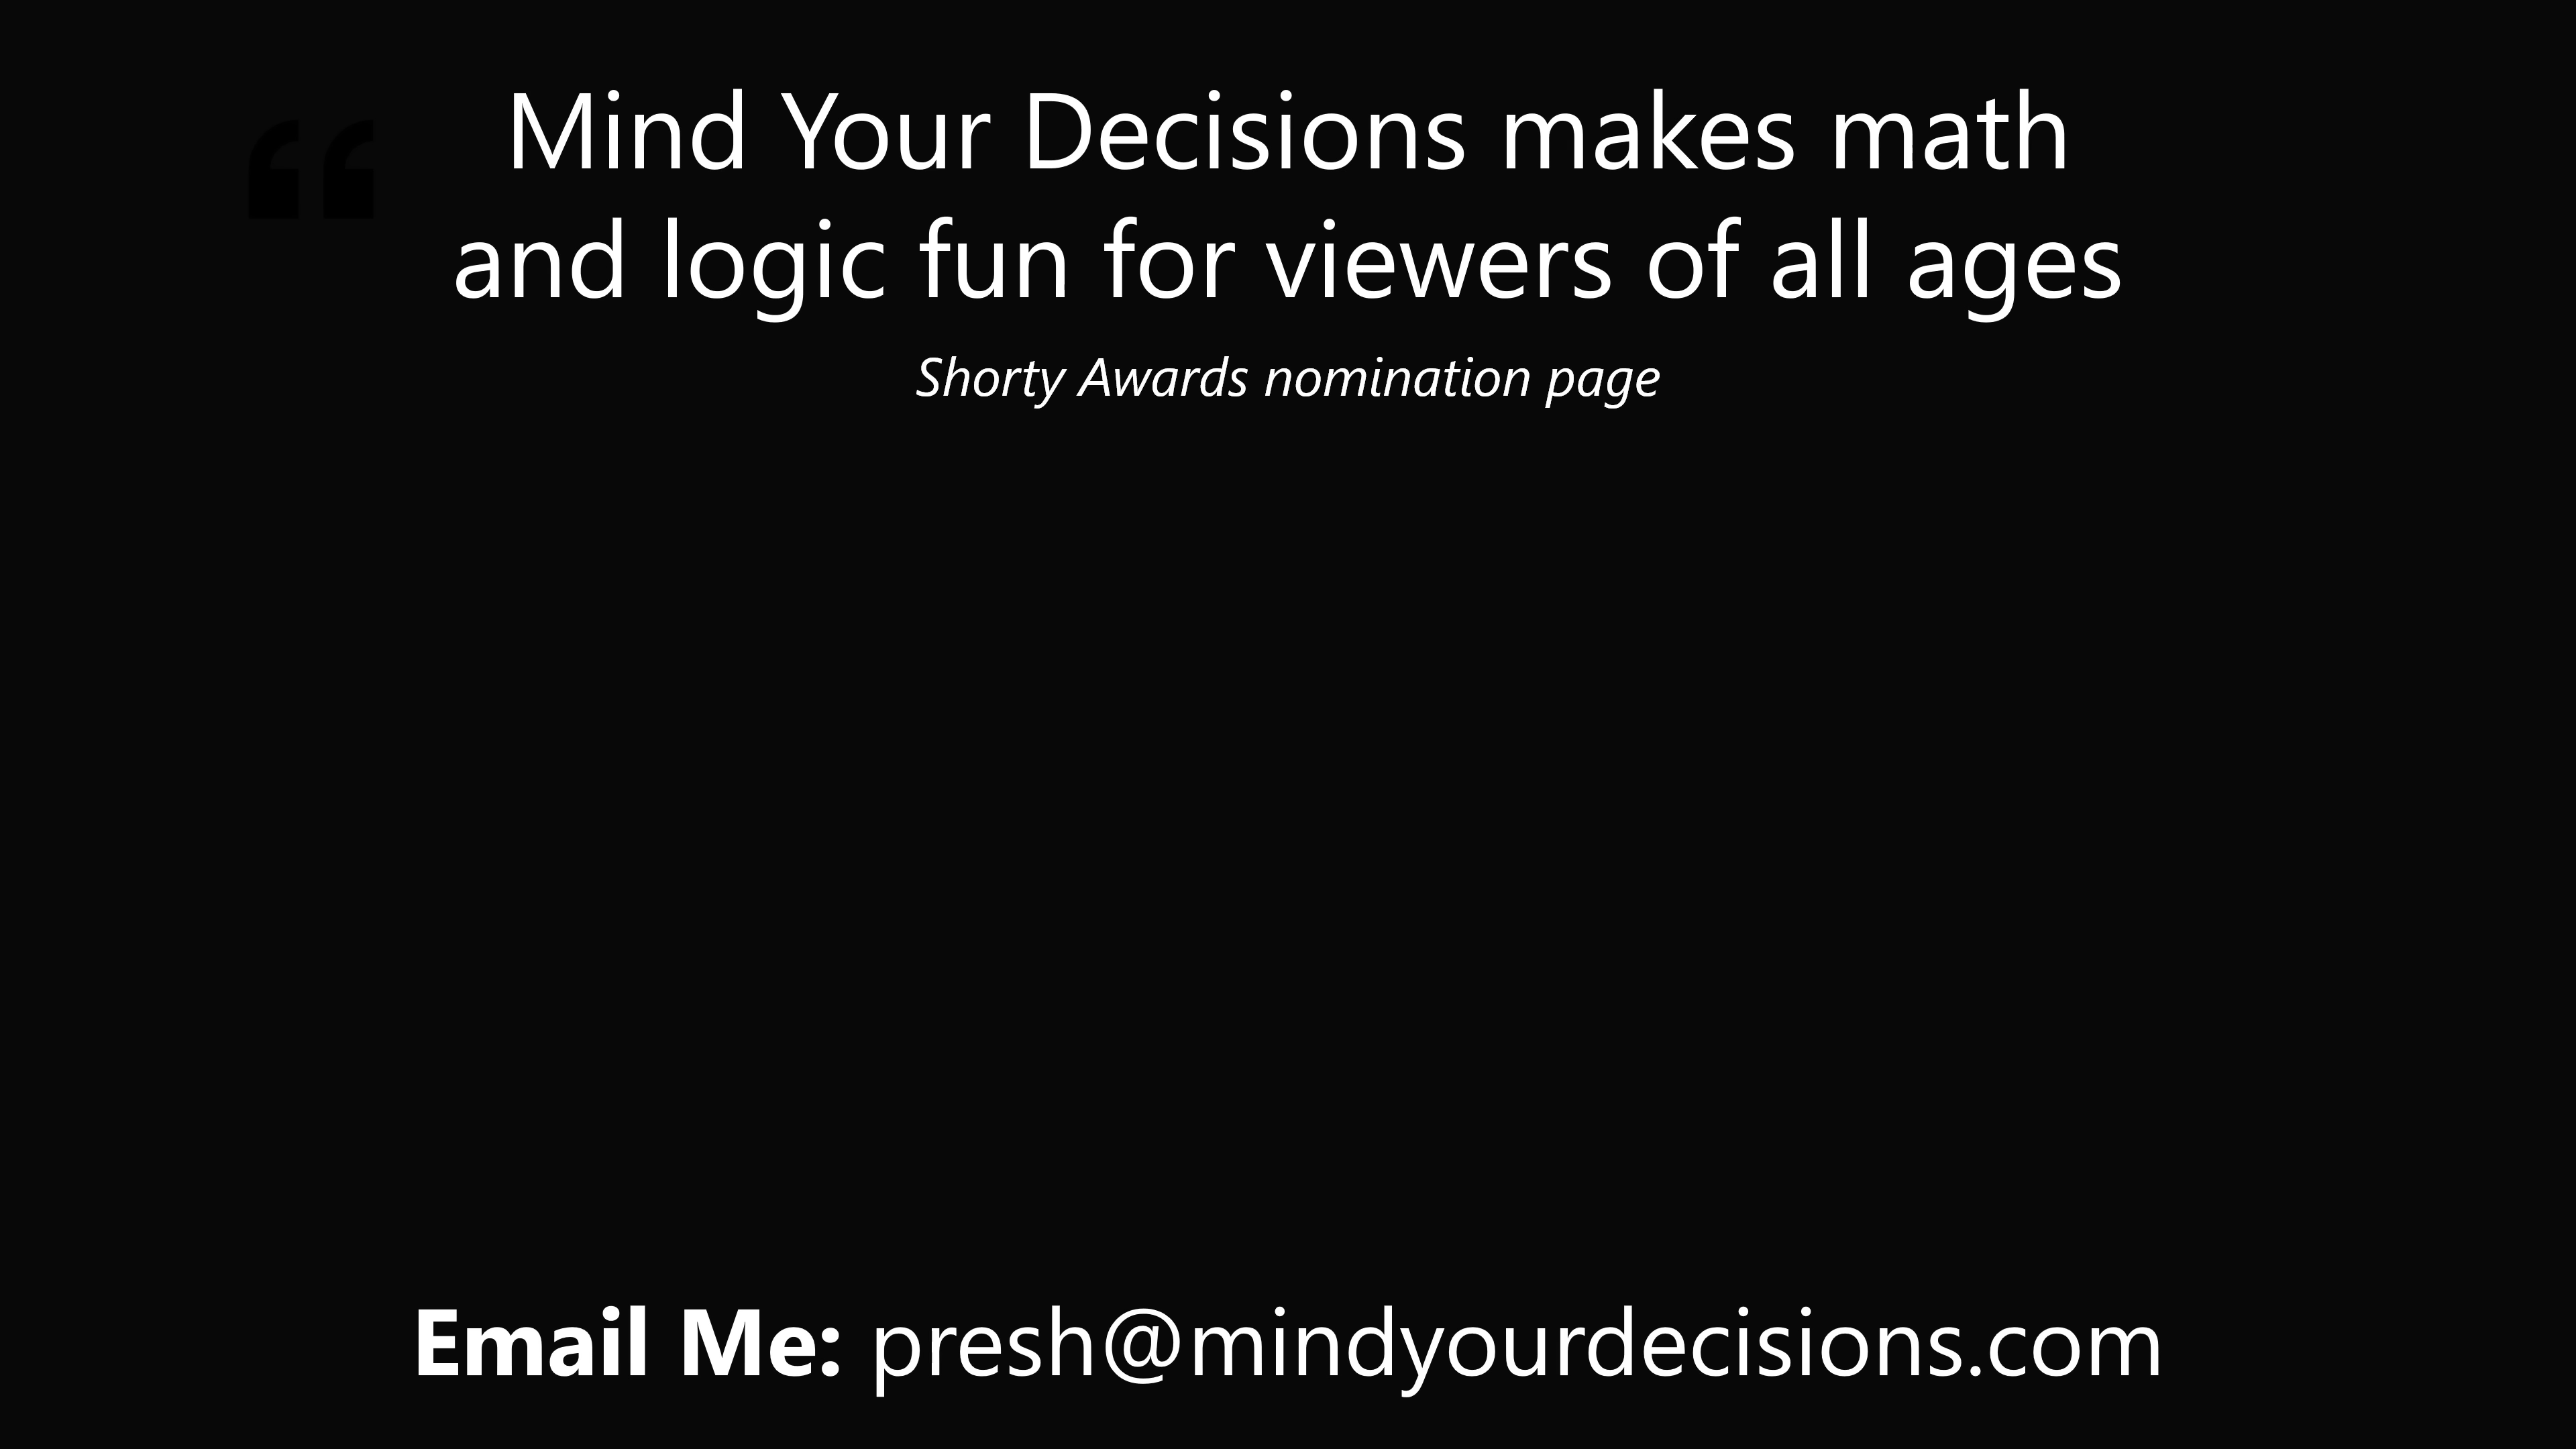 “
Mind Your Decisions makes math
and logic fun for viewers of all ages
Shorty Awards nomination page
Email Me: presh@mindyourdecisions.com